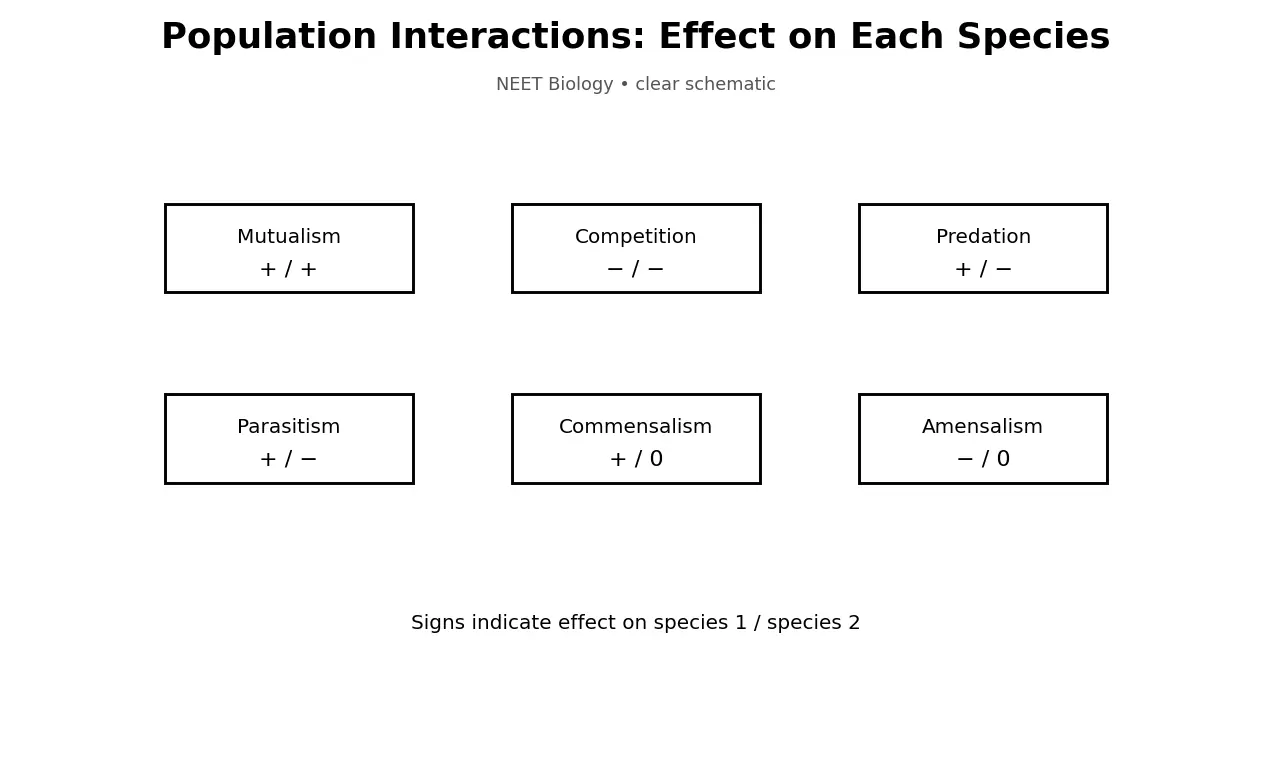 Population Interactions: Effect on Each Species
NEET Biology • clear schematic
Mutualism
+ / +
Competition
− / −
Predation
+ / −
Parasitism
+ / −
Commensalism
+ / 0
Amensalism
− / 0
Signs indicate effect on species 1 / species 2